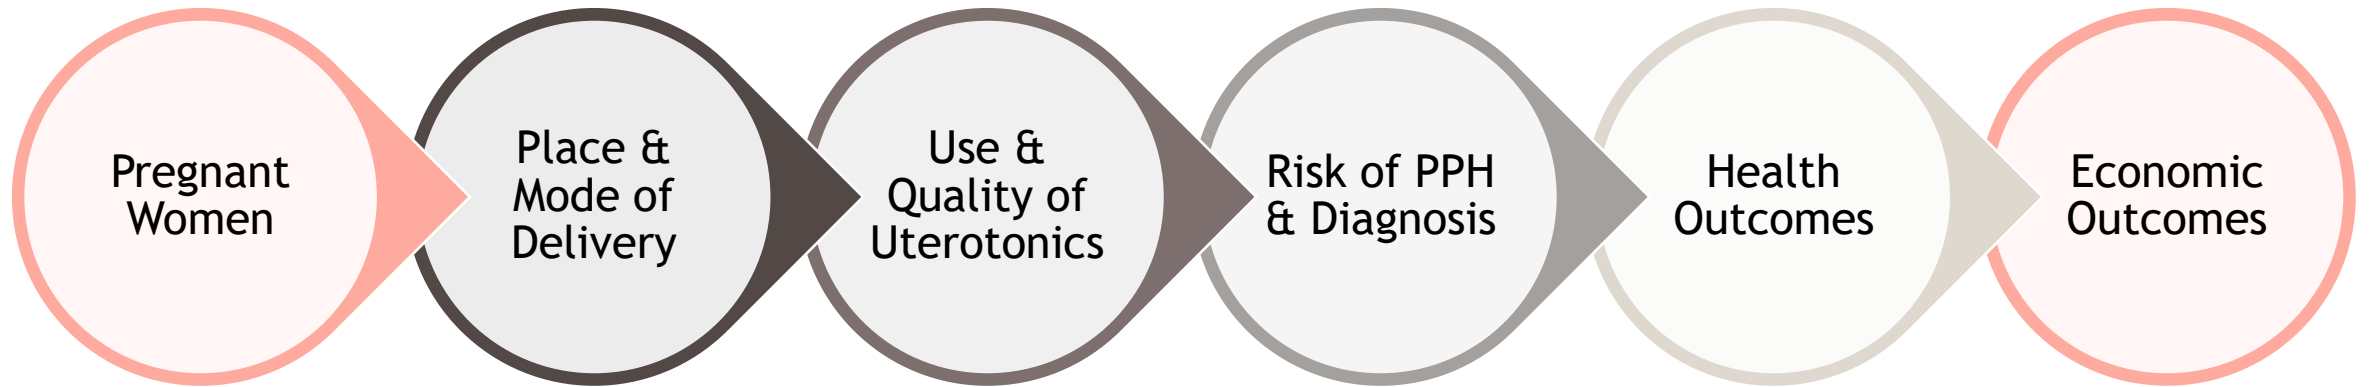 Pregnant
Women
Place &
Mode of
Delivery
Use &
Quality of
Uterotonics
Risk of PPH
& Diagnosis
Health
Outcomes
Economic
Outcomes